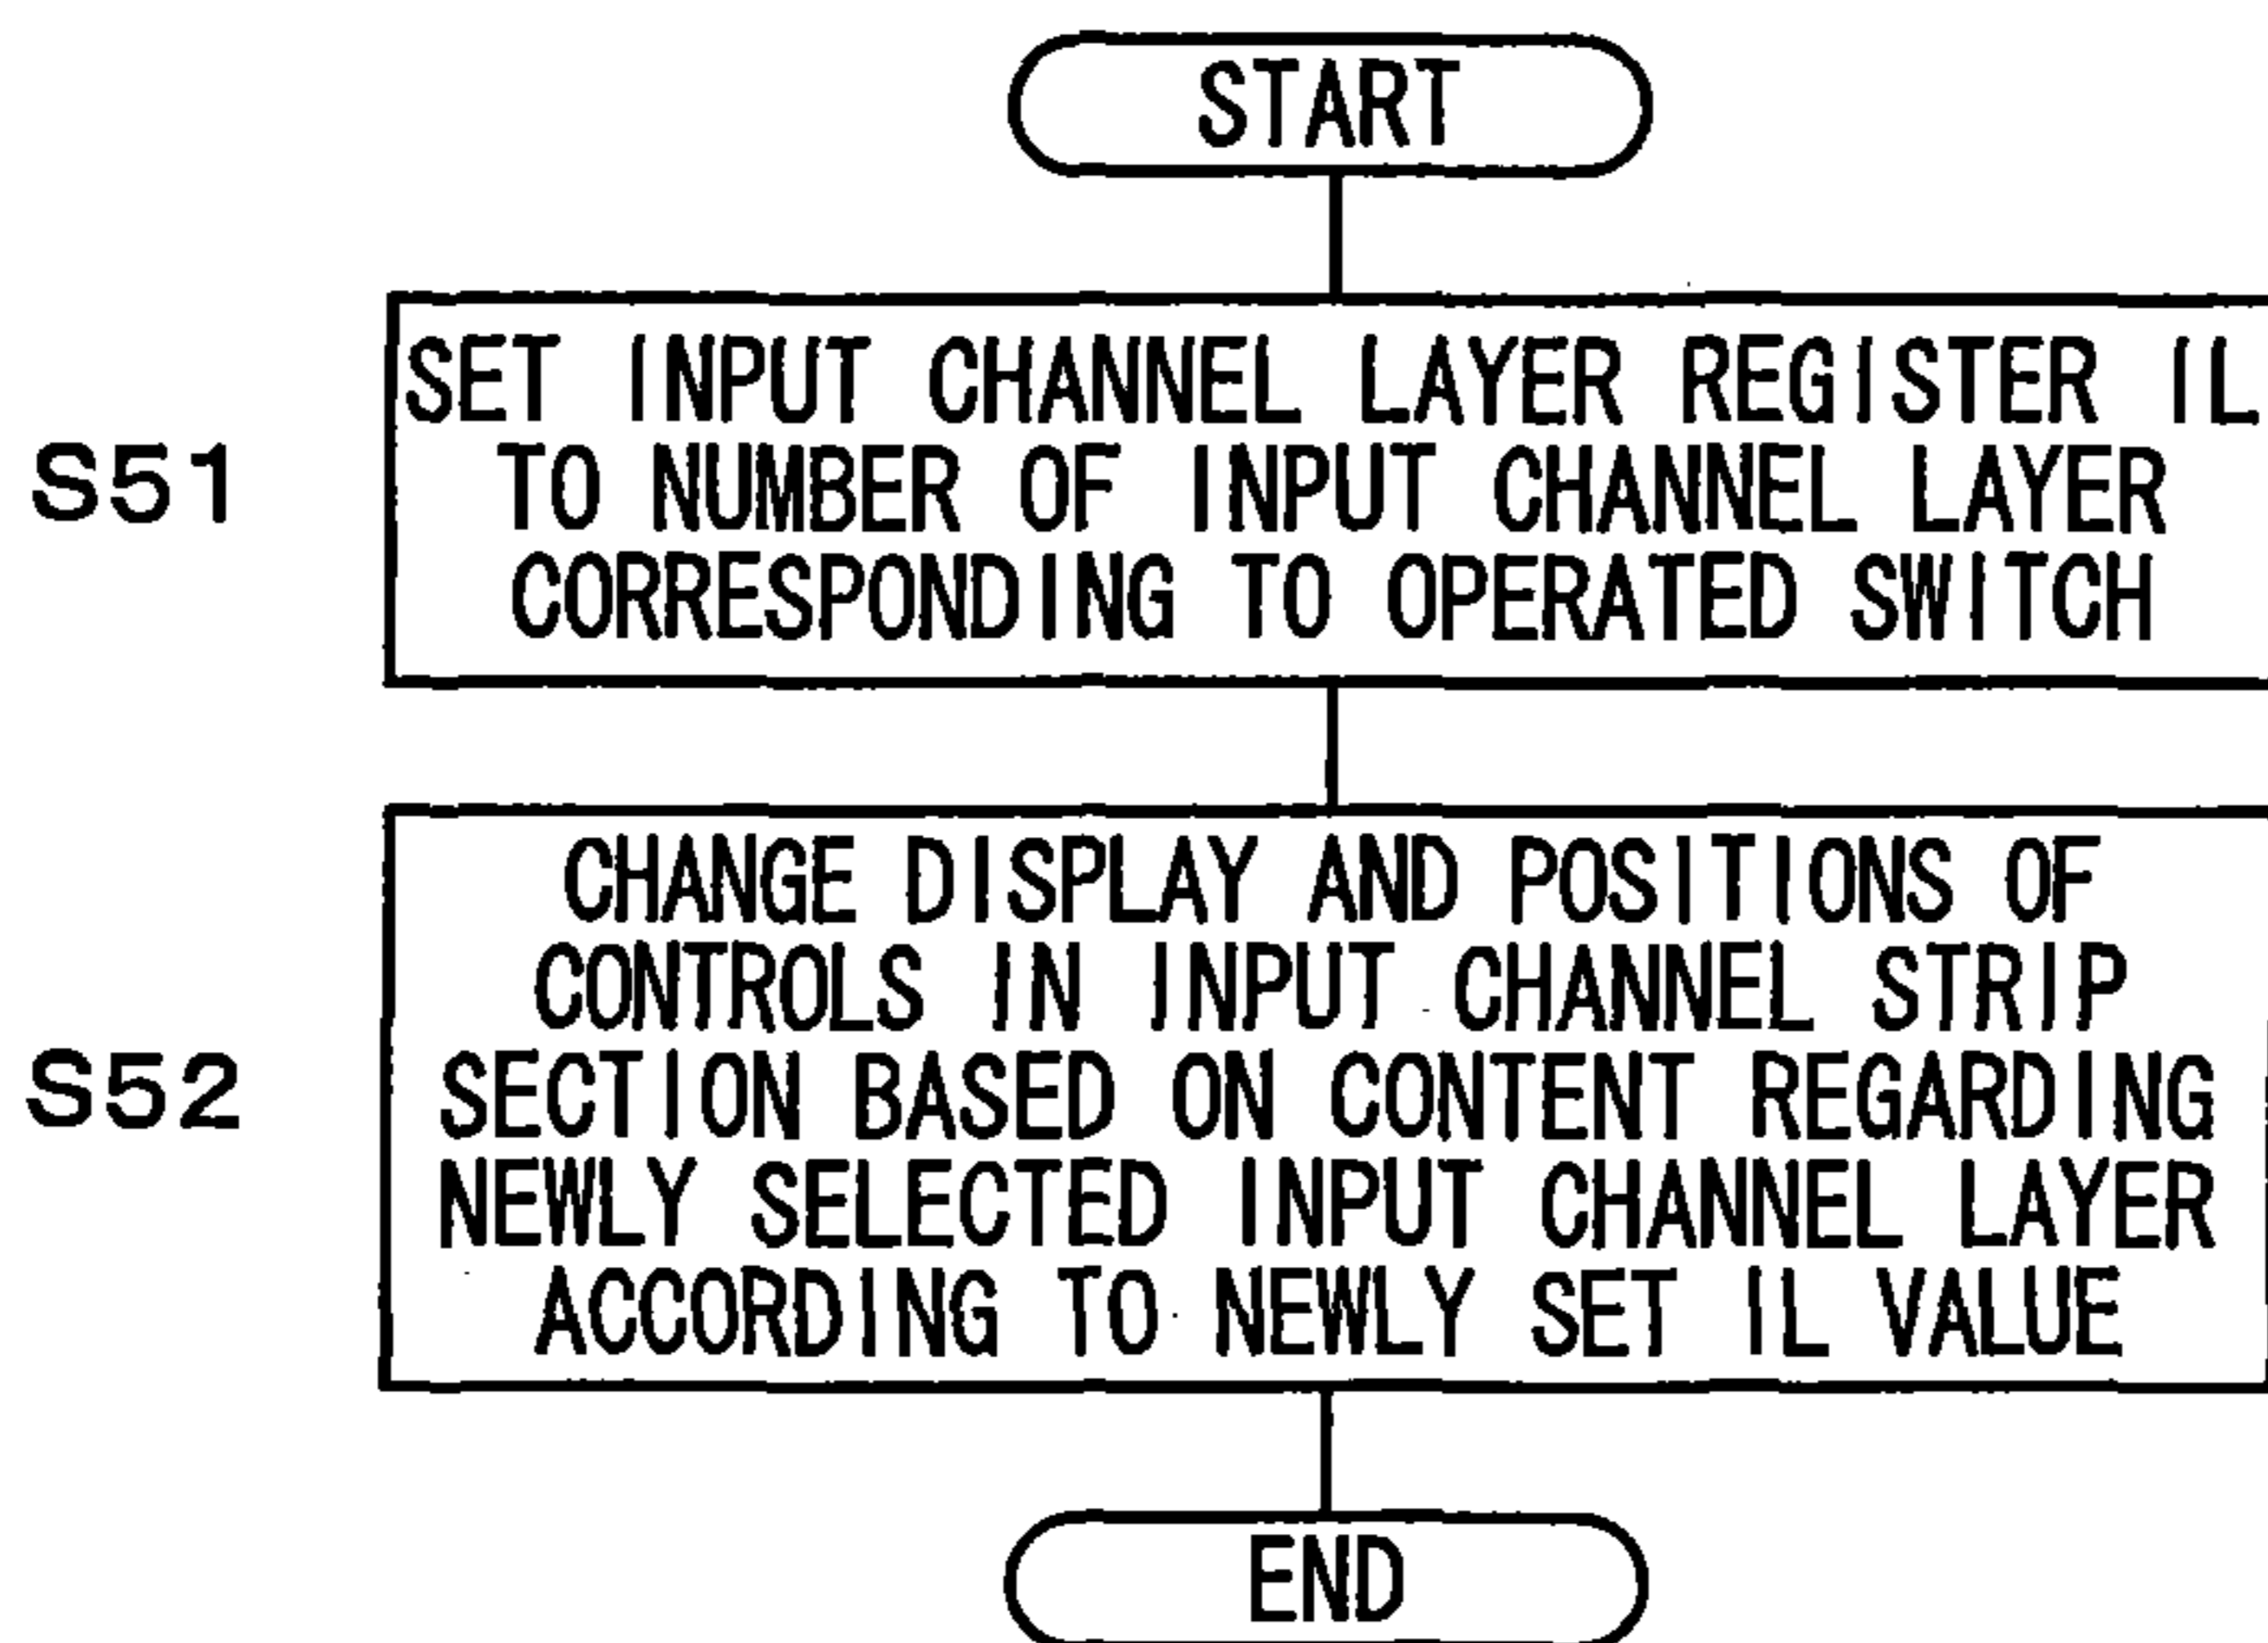 START
S51
SET INPUT CHANNEL LAYER REGISTER IL
TO NUMBER OF INPUT CHANNEL LAYER
CORRESPONDING TO OPERATED SWITCH
S52
CHANGE DISPLAY AND POSITIONS OF
CONTROLS IN INPUT CHANNEL STRIP
SECTION BASED ON CONTENT REGARDING
NEWLY SELECTED INPUT CHANNEL LAYER
ACCORDING TO NEWLY SET IL VALUE
END